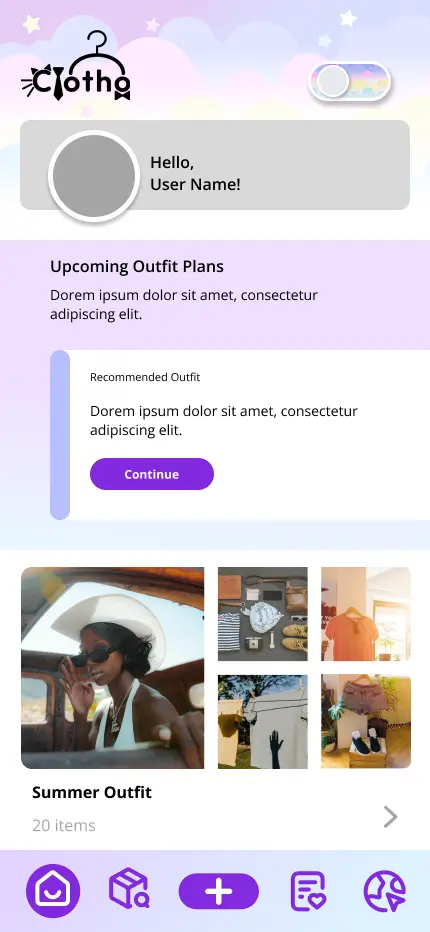 Clotho
Hello,
User Name!
Upcoming Outfit Plans
Dorem ipsum dolor sit amet, consectetur
adipiscing elit.
Recommended Outfit
Dorem ipsum dolor sit amet, consectetur
adipiscing elit.
Continue
Summer Outfit
20 items